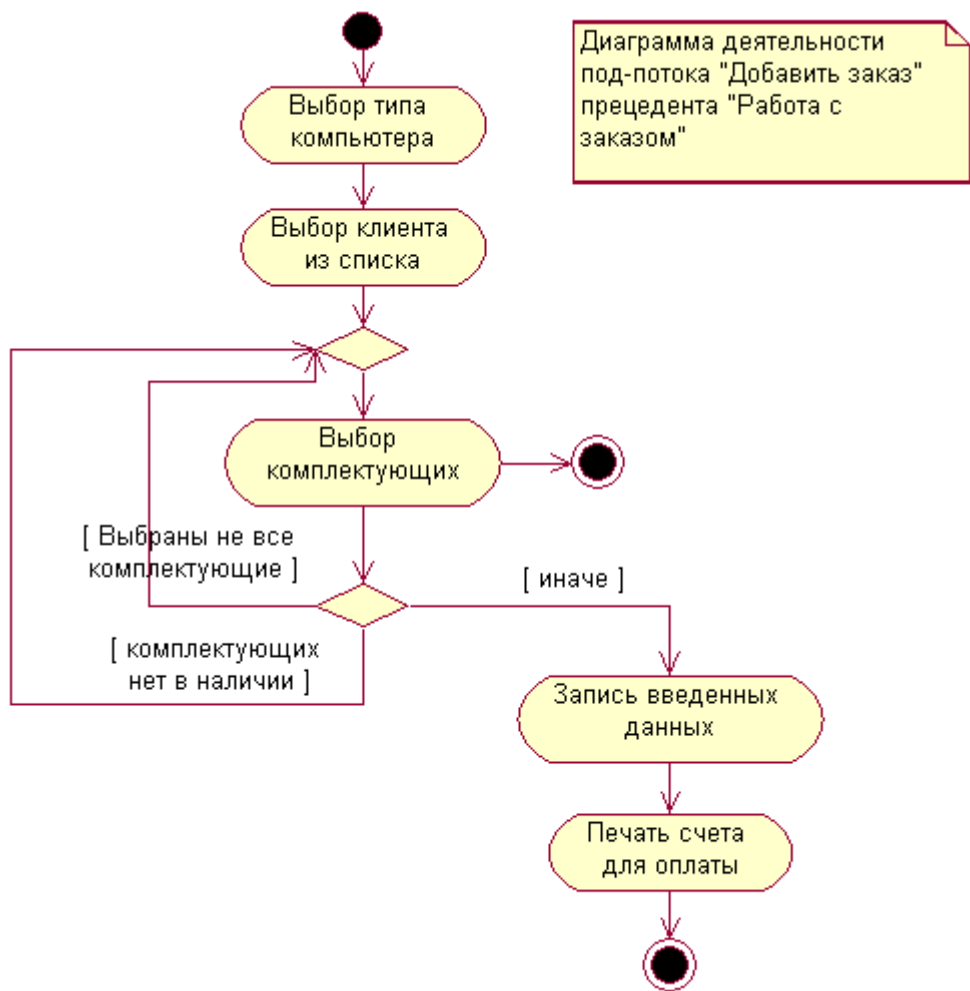 Диаграмма деятельности
под-потока "Добавить заказ"
прецедента "Работа с
заказом"
Выбор типа
компьютера
Выбор клиента
из списка
Выбор
комплектующих
[ Выбраны не все
комплектующие ]
[ иначе ]
[ комплектующих
нет в наличии ]
Запись введенных
данных
Печать счета
для оплаты